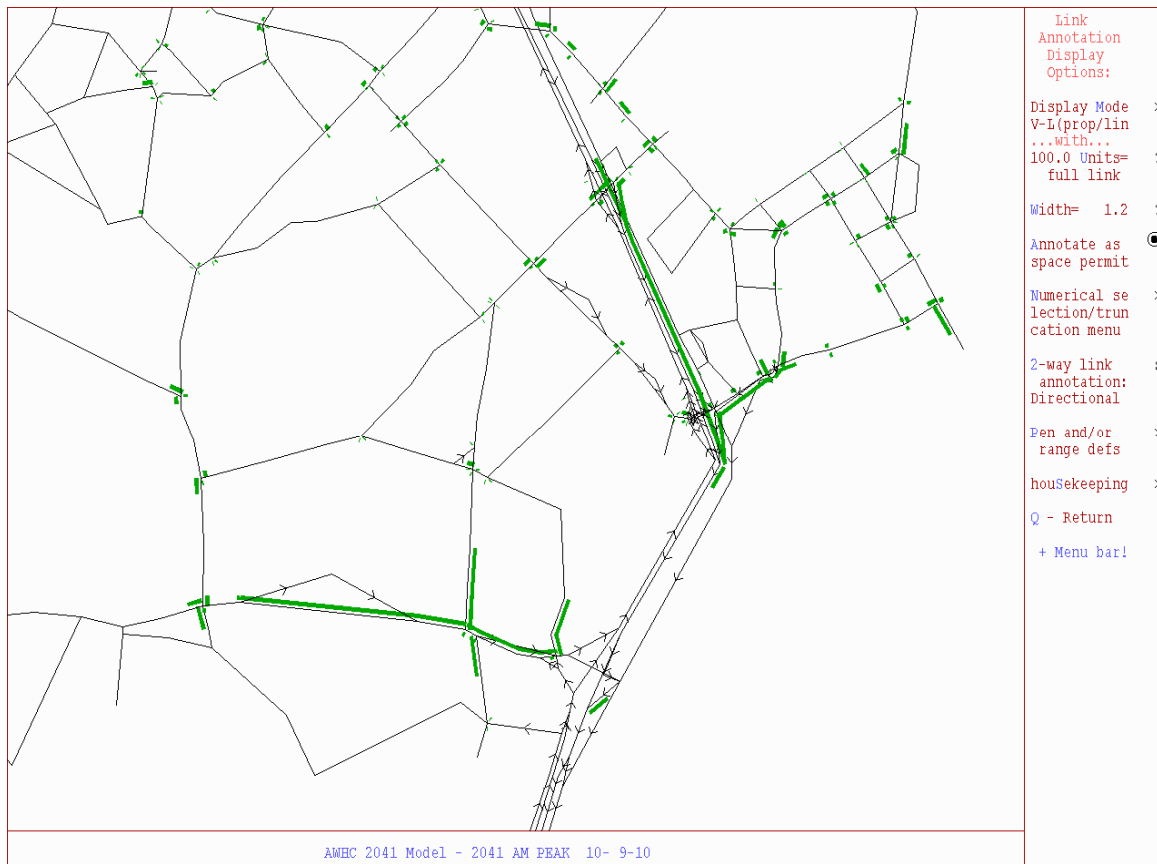 Link
Annotation
Display
Options:
Display Mode
V-L(prop/lin
...with...
100.0 Units=
full link
Width= 1.2
Annotate as
space permit
Numerical se
lection/trun
cation menu
2-way link
annotation:
Directional
Pen and/or
range defs
houSekeeping
Q - Return
+ Menu bar!
AWHC 2041 Model - 2041 AM PEAK 10- 9-10